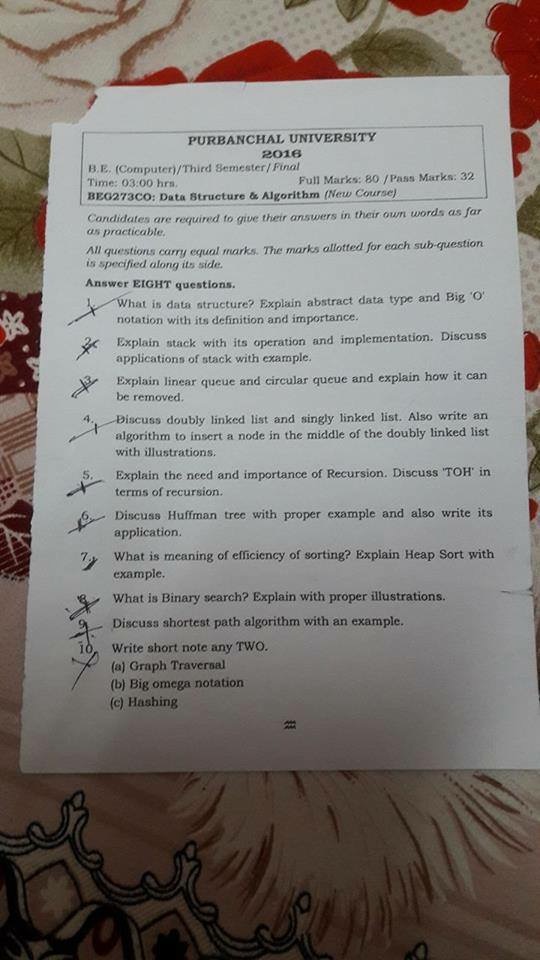 PURBANCHAL UNIVERSITY
2016
B.E. (Computer)/Third Semester/Final
Time: 03:00 hrs. Full Marks: 80 /Pass Marks: 32
BEG273CO: Data Structure & Algorithm (New Course)
Candidates are required to give their answers in their own words as far
as practicable.
All questions carry equal marks. The marks allotted for each sub-question
is specified along its side.
Answer EIGHT questions.
1. What is data structure? Explain abstract data type and Big 'O'
notation with its definition and importance.
2. Explain stack with its operation and implementation. Discuss
applications of stack with example.
3. Explain linear queue and circular queue and explain how it can
be removed.
4. Discuss doubly linked list and singly linked list. Also write an
algorithm to insert a node in the middle of the doubly linked list
with illustrations.
5. Explain the need and importance of Recursion. Discuss 'TOH' in
terms of recursion.
6. Discuss Huffman tree with proper example and also write its
application.
7. What is meaning of efficiency of sorting? Explain Heap Sort with
example.
8. What is Binary search? Explain with proper illustrations.
9. Discuss shortest path algorithm with an example.
10. Write short note any TWO.
(a) Graph Traversal
(b) Big omega notation
(c) Hashing